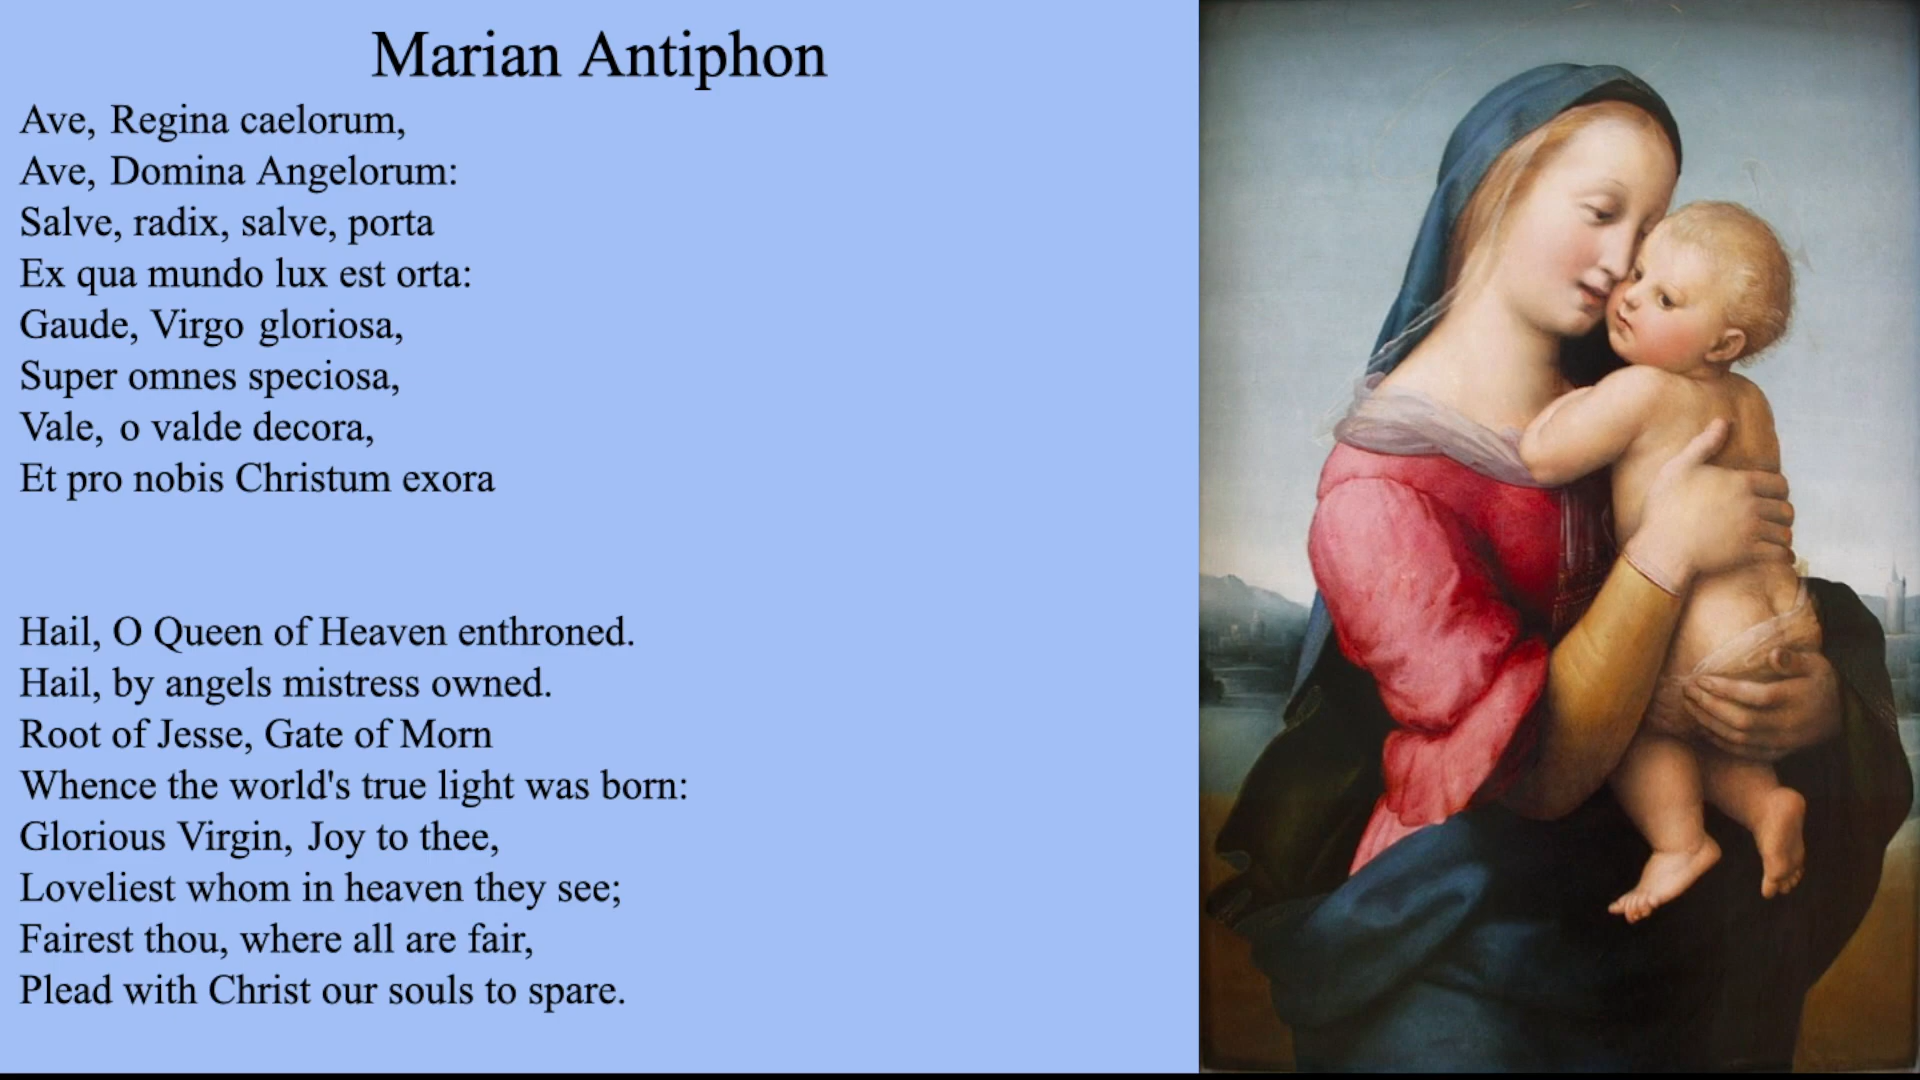 Marian Antiphon
Ave, Regina caelorum,
Ave, Domina Angelorum:
Salve, radix, salve, porta
Ex qua mundo lux est orta:
Gaude, Virgo gloriosa,
Super omnes speciosa,
Vale, o valde decora,
Et pro nobis Christum exora
Hail, O Queen of Heaven enthroned.
Hail, by angels mistress owned.
Root of Jesse, Gate of Morn
Whence the world's true light was born:
Glorious Virgin, Joy to thee,
Loveliest whom in heaven they see;
Fairest thou, where all are fair,
Plead with Christ our souls to spare.